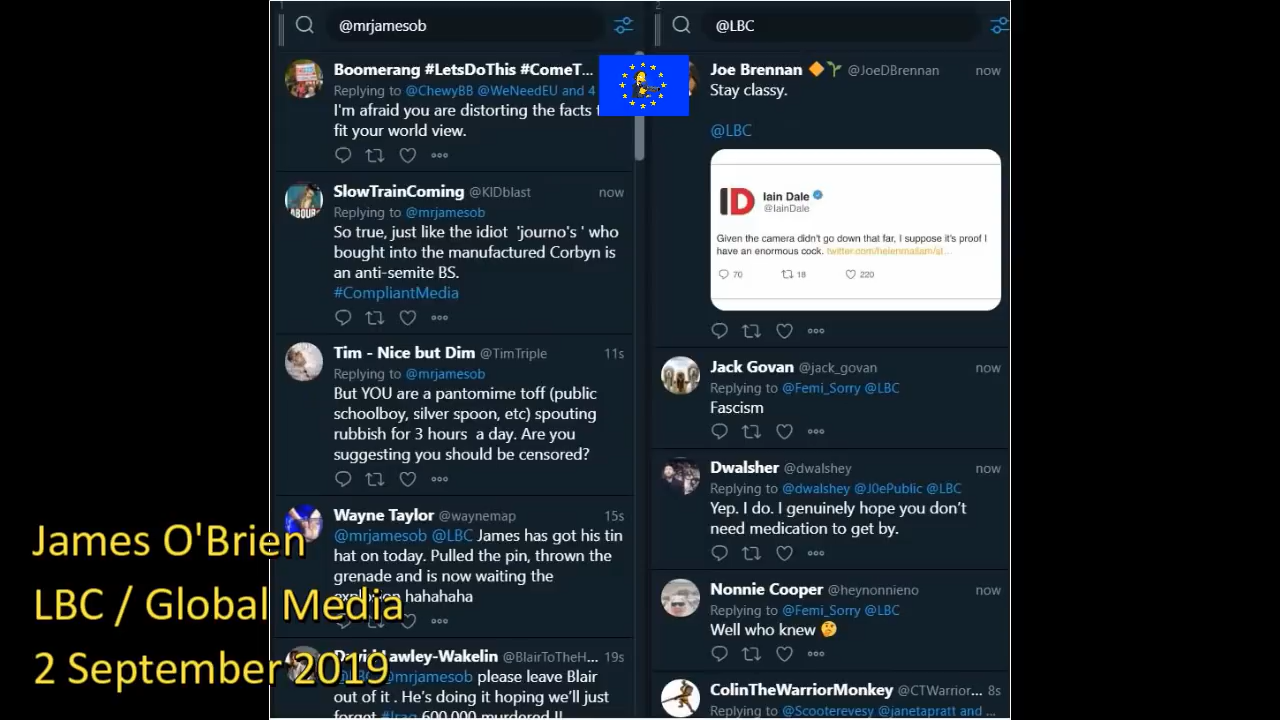 1
@mrjamesob
Boomerang #LetsDoThis #ComeT...
Replying to @ChewyBB @WeNeedEU and 4
I'm afraid you are distorting the facts t
fit your world view.
SlowTrainComing @KIDblast now
Replying to @mrjamesob
So true, just like the idiot 'journo's ' who
bought into the manufactured Corbyn is
an anti-semite BS.
#CompliantMedia
Tim - Nice but Dim @TimTriple 11s
Replying to @mrjamesob
But YOU are a pantomime toff (public
schoolboy, silver spoon, etc) spouting
rubbish for 3 hours a day. Are you
suggesting you should be censored?
Wayne Taylor @waynemap 15s
@mrjamesob @LBC James has got his tin
hat on today. Pulled the pin, thrown the
grenade and is now waiting the
explosion hahahaha
David Lawley-Wakelin @BlairToTheH... 19s
@LBC @mrjamesob please leave Blair
out of it . He's doing it hoping we'll just
forget #Iraq 600,000 murdered !!
2
@LBC
Joe Brennan @JoeDBrennan now
Stay classy.
@LBC
ID
Iain Dale
@IainDale
Given the camera didn't go down that far, I suppose it's proof I
have an enormous cock.
70 18 220
Jack Govan @jack_govan now
Replying to @Femi_Sorry @LBC
Fascism
Dwalsher @dwalshey now
Replying to @dwalshey @J0ePublic @LBC
Yep. I do. I genuinely hope you don't
need medication to get by.
Nonnie Cooper @heynonnieno now
Replying to @Femi_Sorry @LBC
Well who knew 🤔
ColinTheWarriorMonkey @CTWarrior... 8s
Replying to @Scooterevesy @janetapratt and ...
James O'Brien
LBC / Global Media
2 September 2019